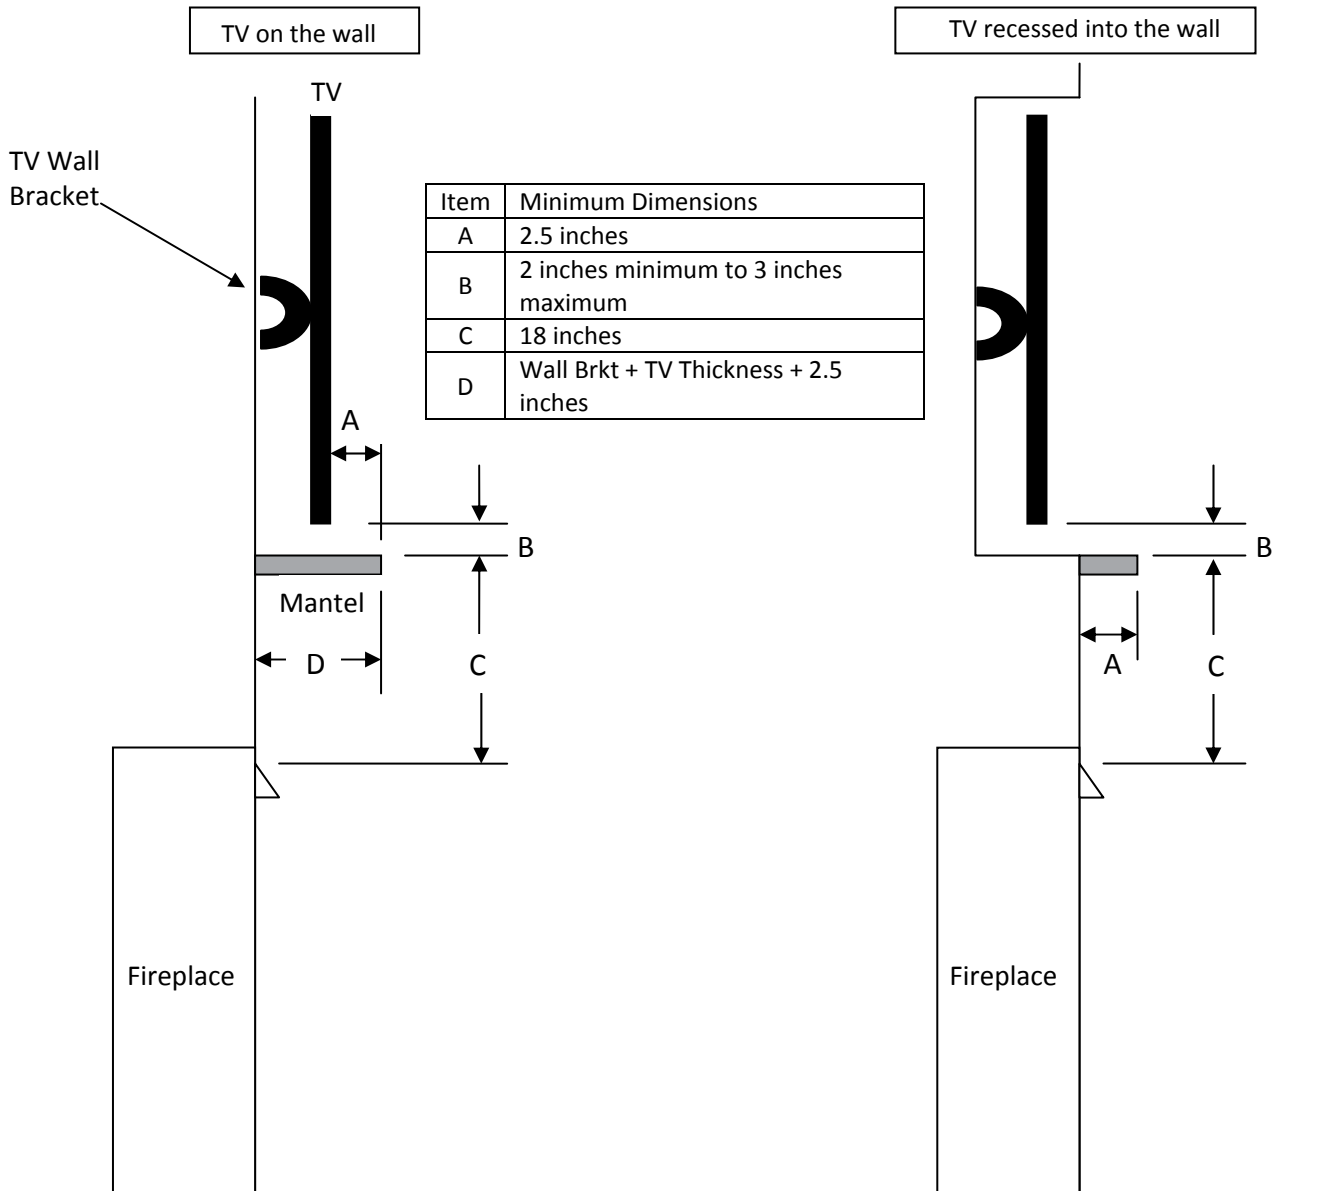 TV on the wall
TV recessed into the wall
TV
TV Wall
Bracket
Item Minimum Dimensions
A 2.5 inches
B 2 inches minimum to 3 inches
maximum
C 18 inches
D Wall Brkt + TV Thickness + 2.5
inches
A
B
Mantel
D
C
Fireplace
B
A
C
Fireplace